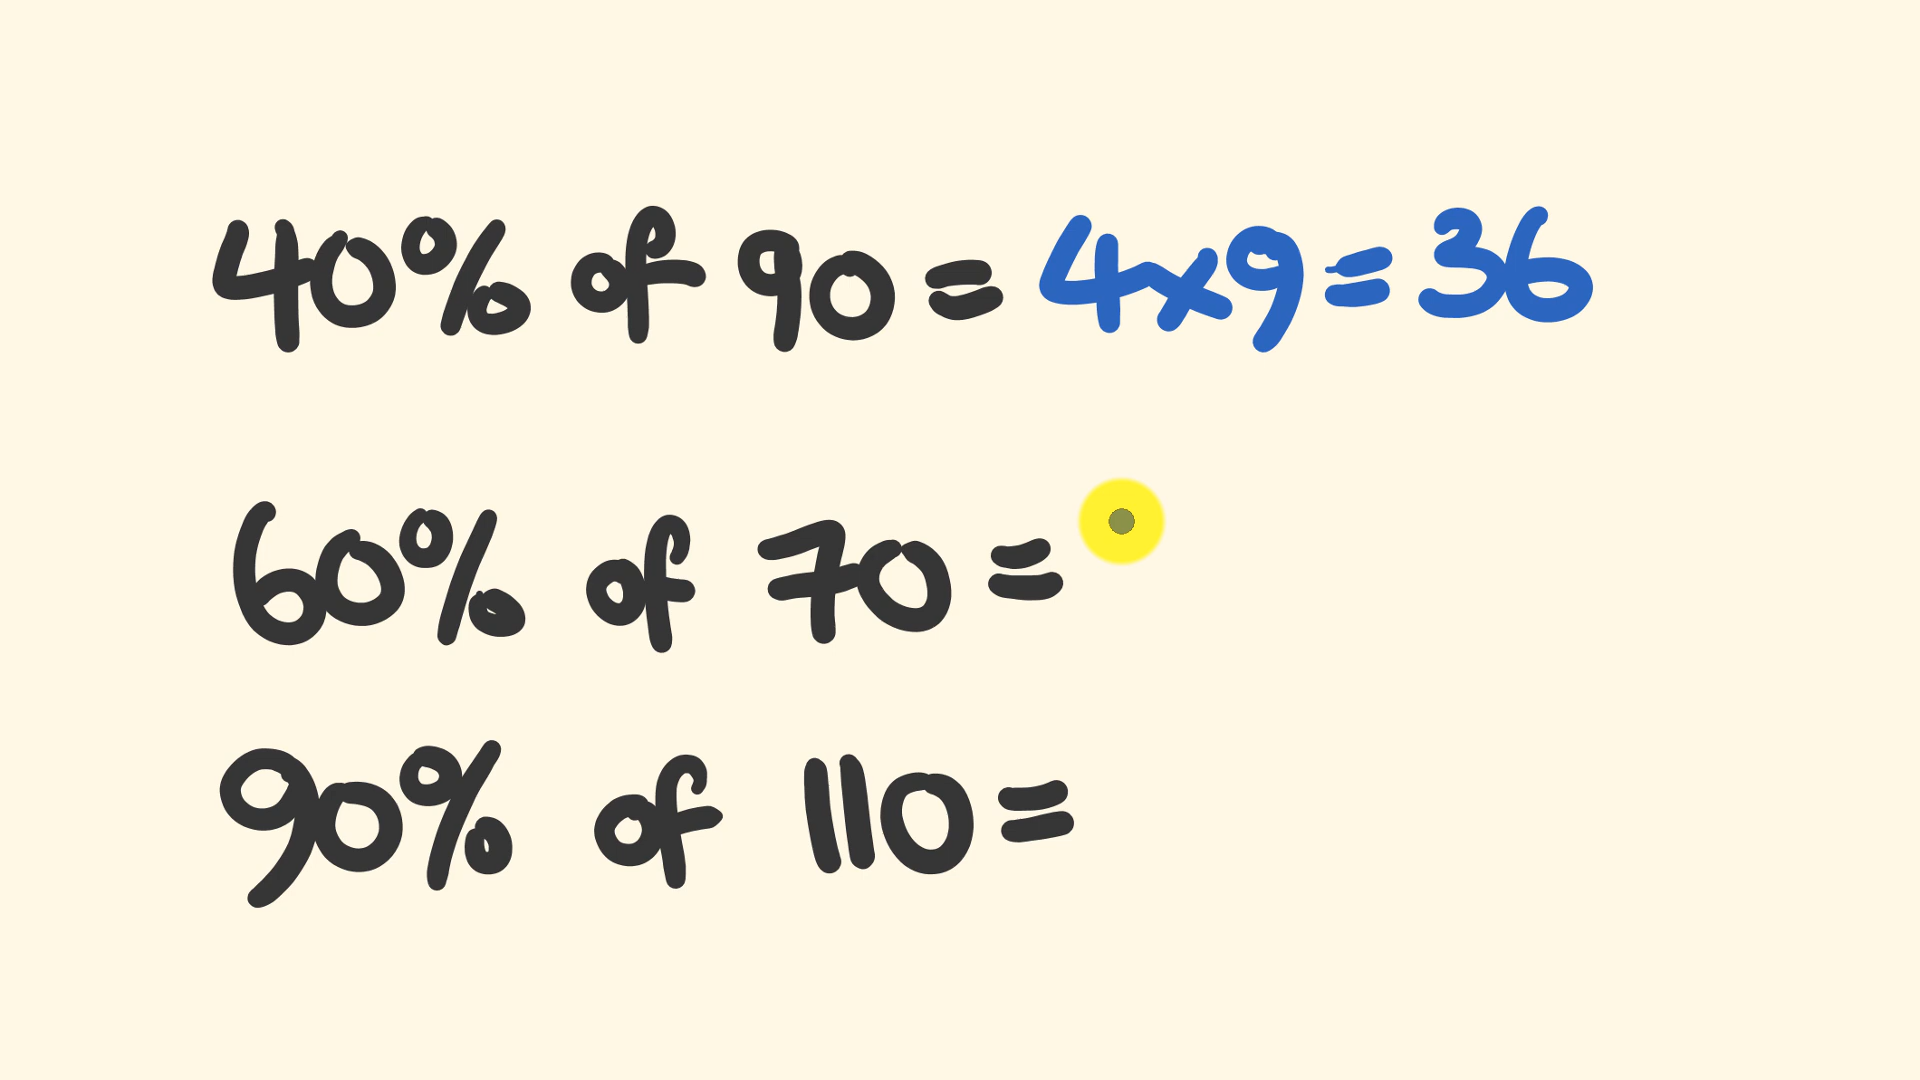 40% of 90 = 4x9 = 36
60% of 70 =
90% of 110 =